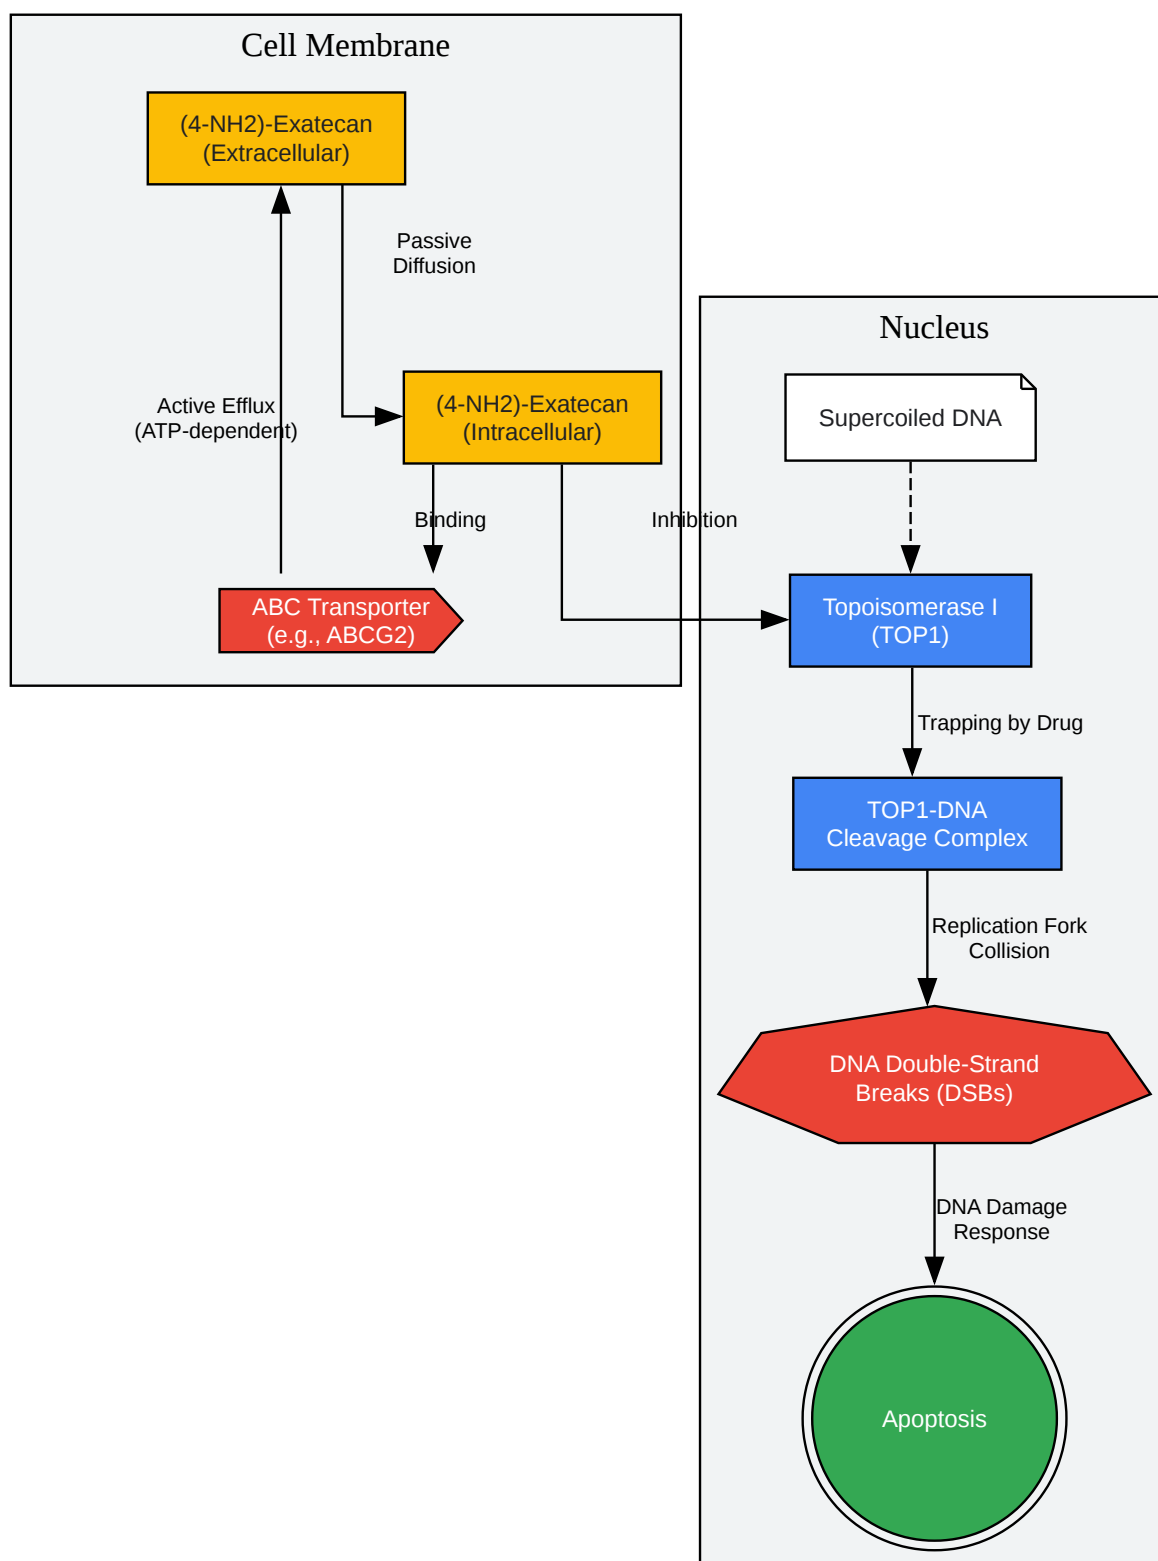 Cell Membrane
(4-NH2)-Exatecan
(Extracellular)
Passive
Diffusion
Active Efflux
(ATP-dependent)
(4-NH2)-Exatecan
(Intracellular)
Binding
Inhibition
ABC Transporter
(e.g., ABCG2)
Nucleus
Supercoiled DNA
Topoisomerase I
(TOP1)
Trapping by Drug
TOP1-DNA
Cleavage Complex
Replication Fork
Collision
DNA Double-Strand
Breaks (DSBs)
DNA Damage
Response
Apoptosis